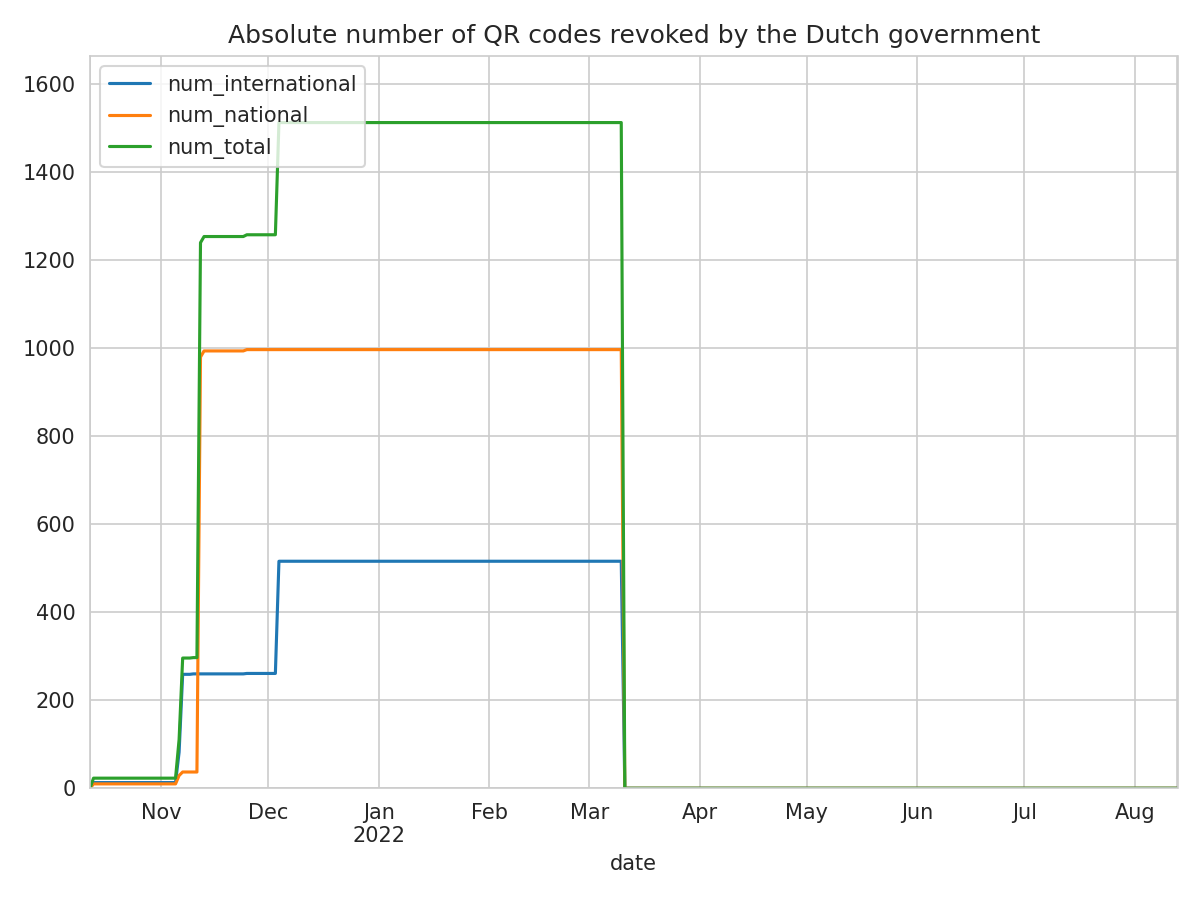 Absolute number of QR codes revoked by the Dutch government
num_international
num_national
num_total
1600
1400
1200
1000
800
600
400
200
0
Nov Dec Jan Feb Mar Apr May Jun Jul Aug
2022
date